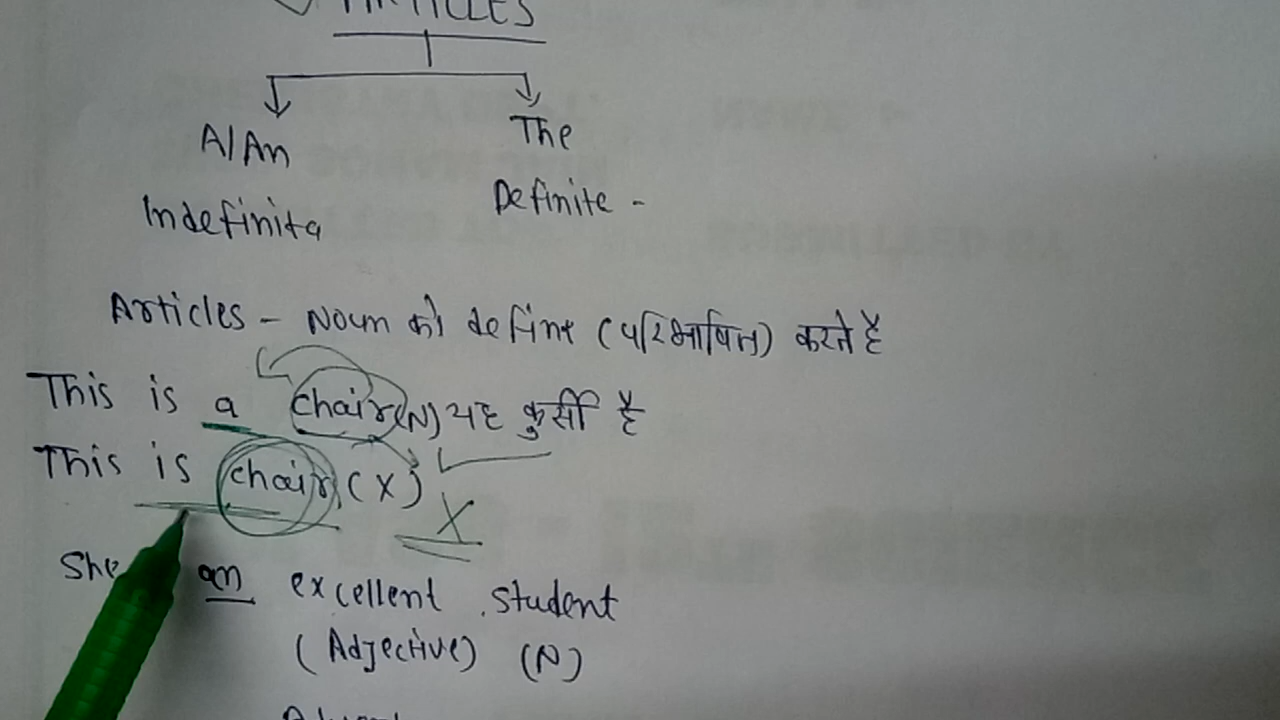 ARTICLES
A/An The
Indefinite Definite -
Articles - Noun को define (परिभाषित) करते है
This is a chair (N) यह कुर्सी है
This is chair (X)
X
She an excellent student
(Adjective) (N)